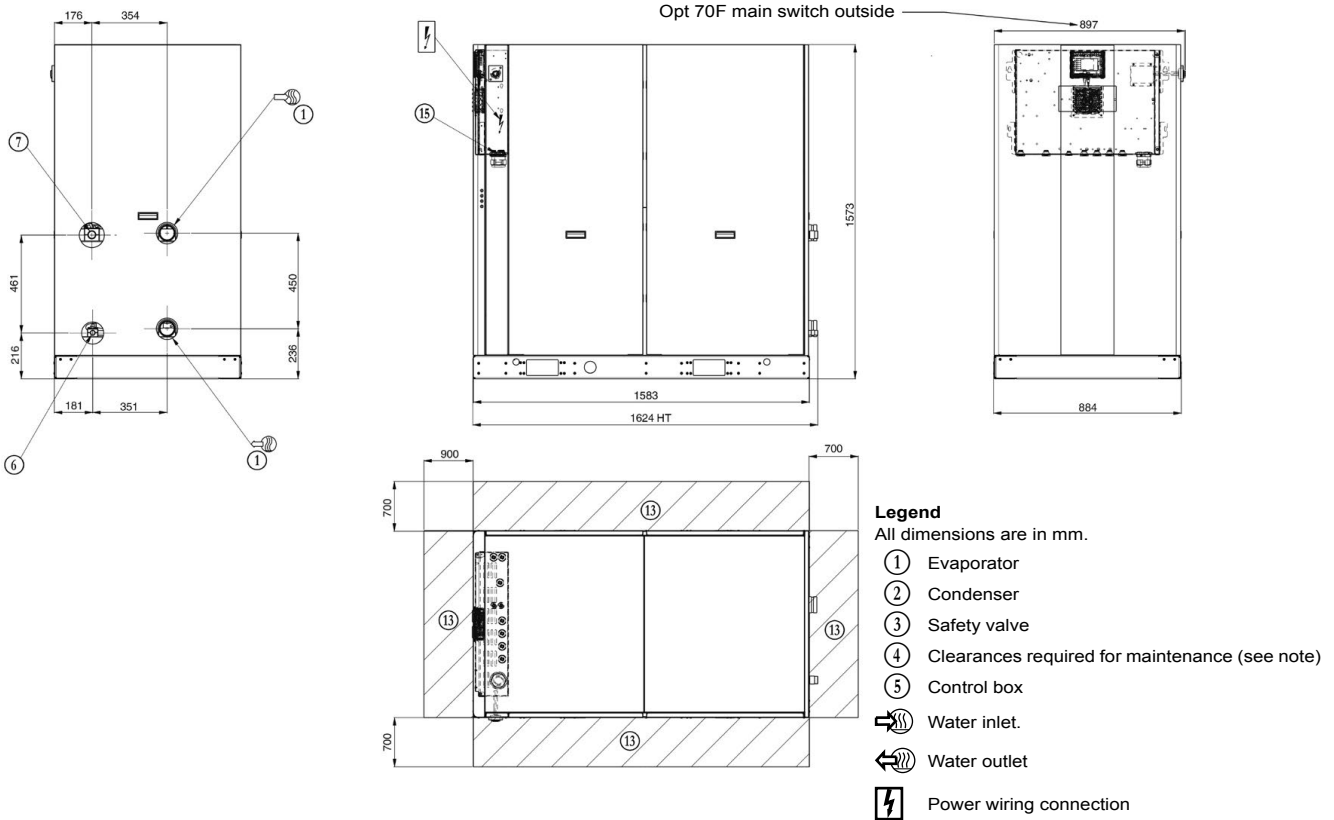 Opt 70F main switch outside
176
354
897
1
15
7
1573
461
450
216
236
181
351
1583
1624 HT
884
6
1
900
700
700
13
13
13
700
13
Legend
All dimensions are in mm.
1 Evaporator
2 Condenser
3 Safety valve
4 Clearances required for maintenance (see note)
5 Control box
Water inlet.
Water outlet
Power wiring connection